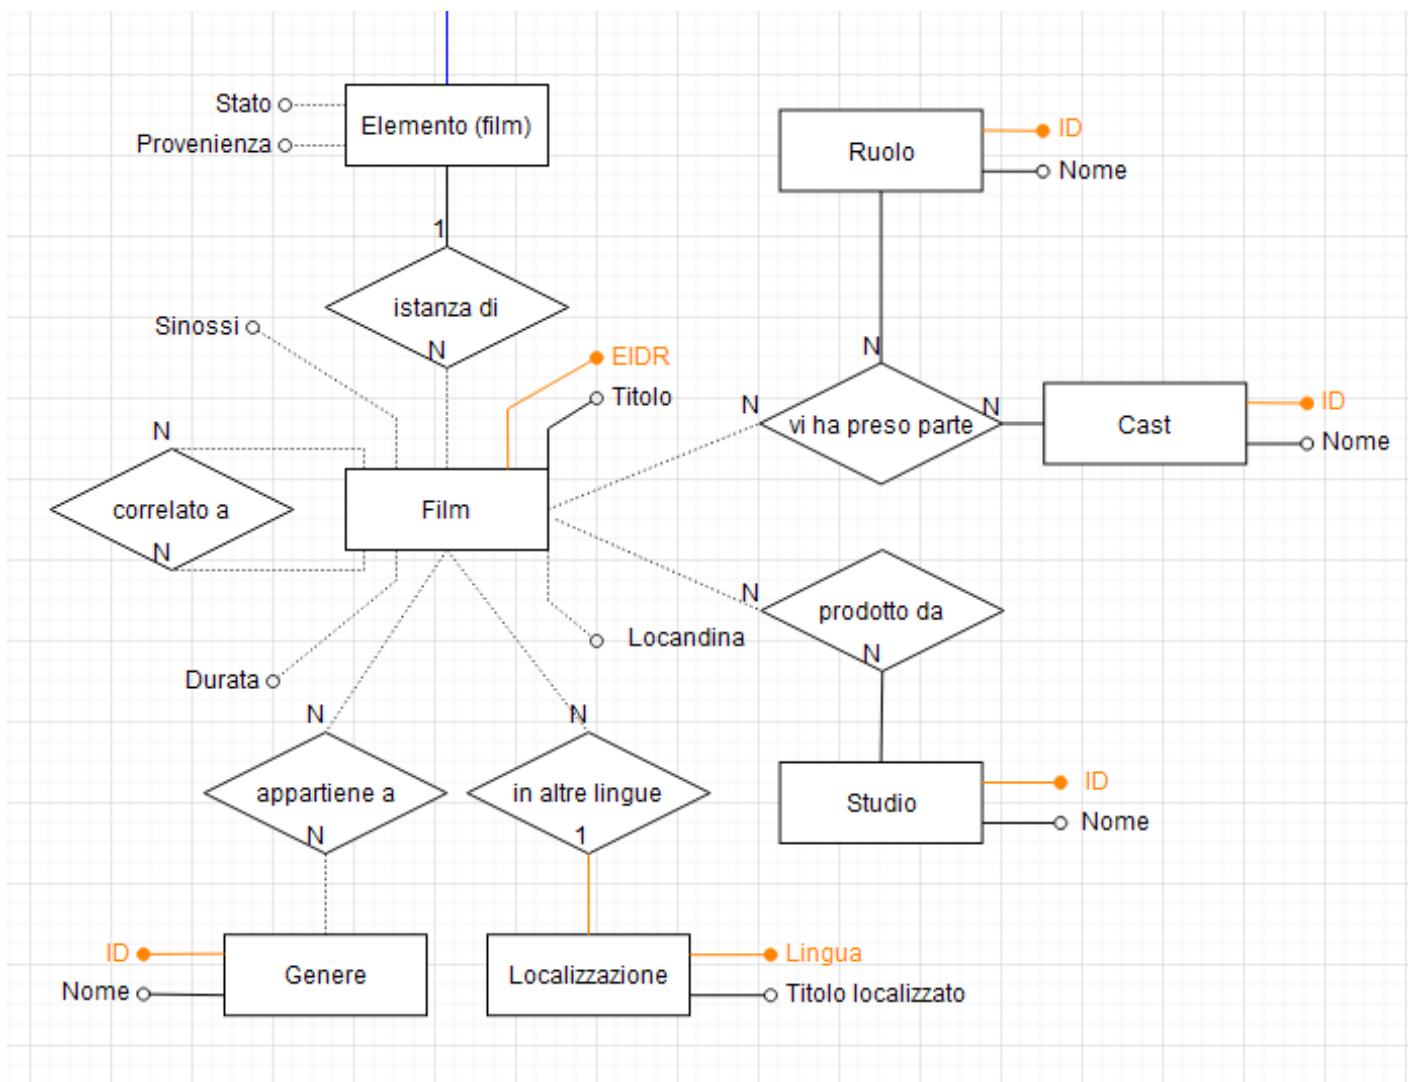 Stato
Provenienza
Elemento (film)
1
istanza di
N
Sinossi
EIDR
Titolo
N
correlato a
N
Film
Durata
Locandina
N
appartiene a
N
N
in altre lingue
1
ID
Nome
Genere
Localizzazione
Lingua
Titolo localizzato
Ruolo
ID
Nome
N
N
vi ha preso parte
N
Cast
ID
Nome
N
prodotto da
N
Studio
ID
Nome